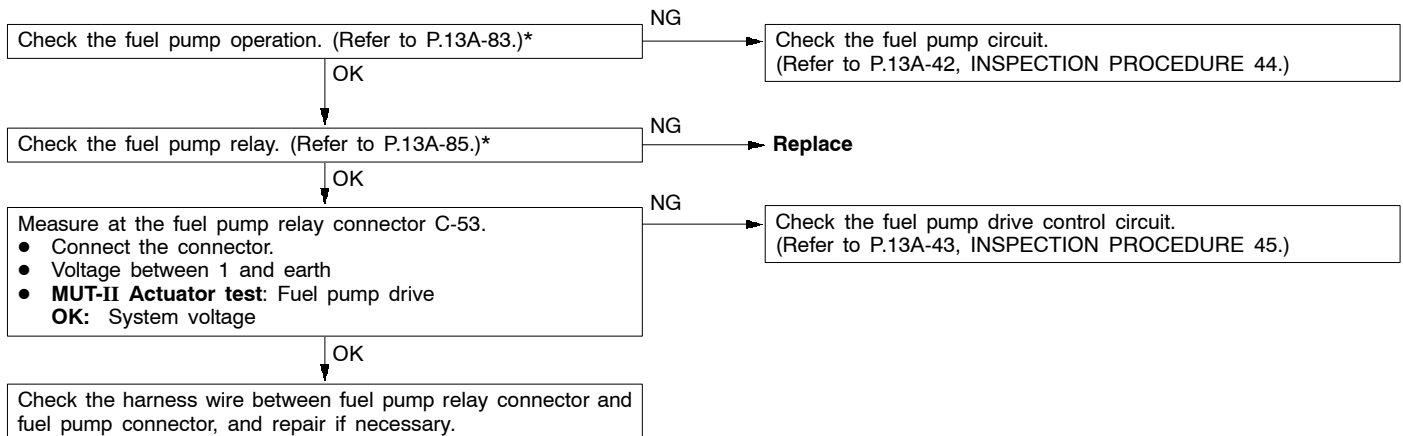 Check the fuel pump operation. (Refer to P.13A-83.)*
NG
Check the fuel pump circuit.
(Refer to P.13A-42, INSPECTION PROCEDURE 44.)
OK
Check the fuel pump relay. (Refer to P.13A-85.)*
NG
Replace
OK
Measure at the fuel pump relay connector C-53.
● Connect the connector.
● Voltage between 1 and earth
● MUT-II Actuator test: Fuel pump drive
OK: System voltage
NG
Check the fuel pump drive control circuit.
(Refer to P.13A-43, INSPECTION PROCEDURE 45.)
OK
Check the harness wire between fuel pump relay connector and
fuel pump connector, and repair if necessary.